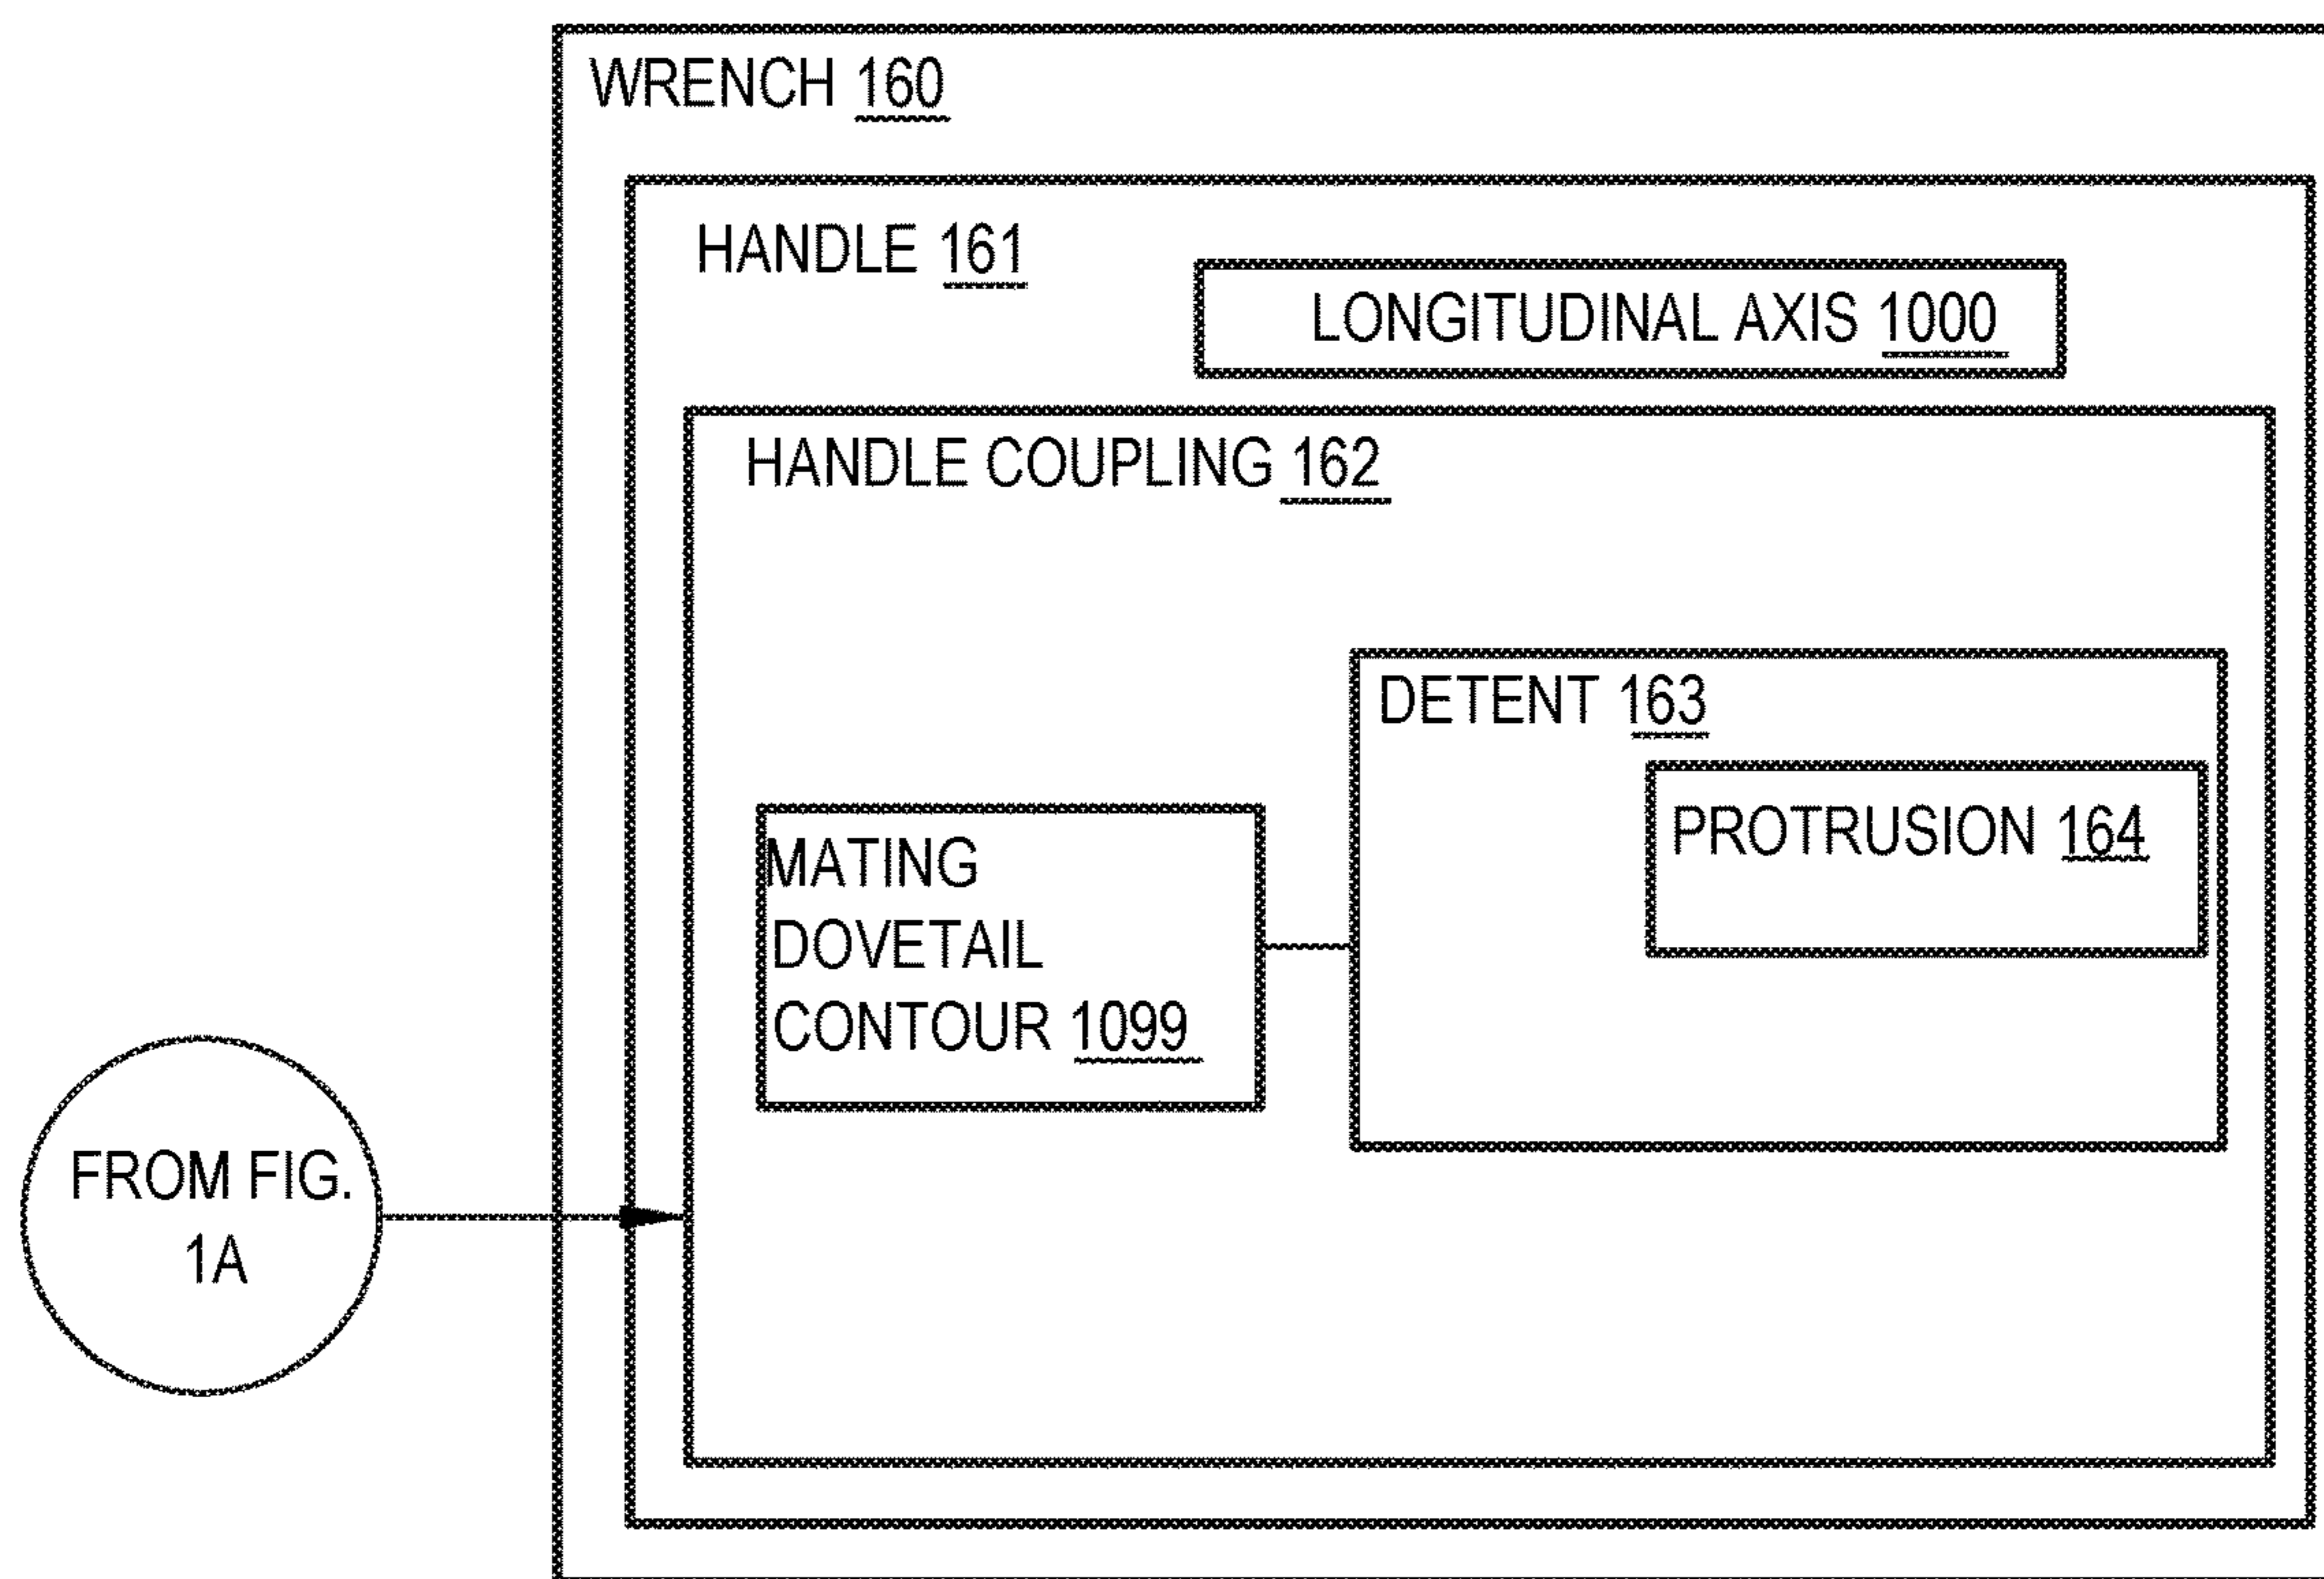 WRENCH 160
HANDLE 161
LONGITUDINAL AXIS 1000
HANDLE COUPLING 162
DETENT 163
PROTRUSION 164
MATING
DOVETAIL
CONTOUR 1099
FROM FIG.
1A